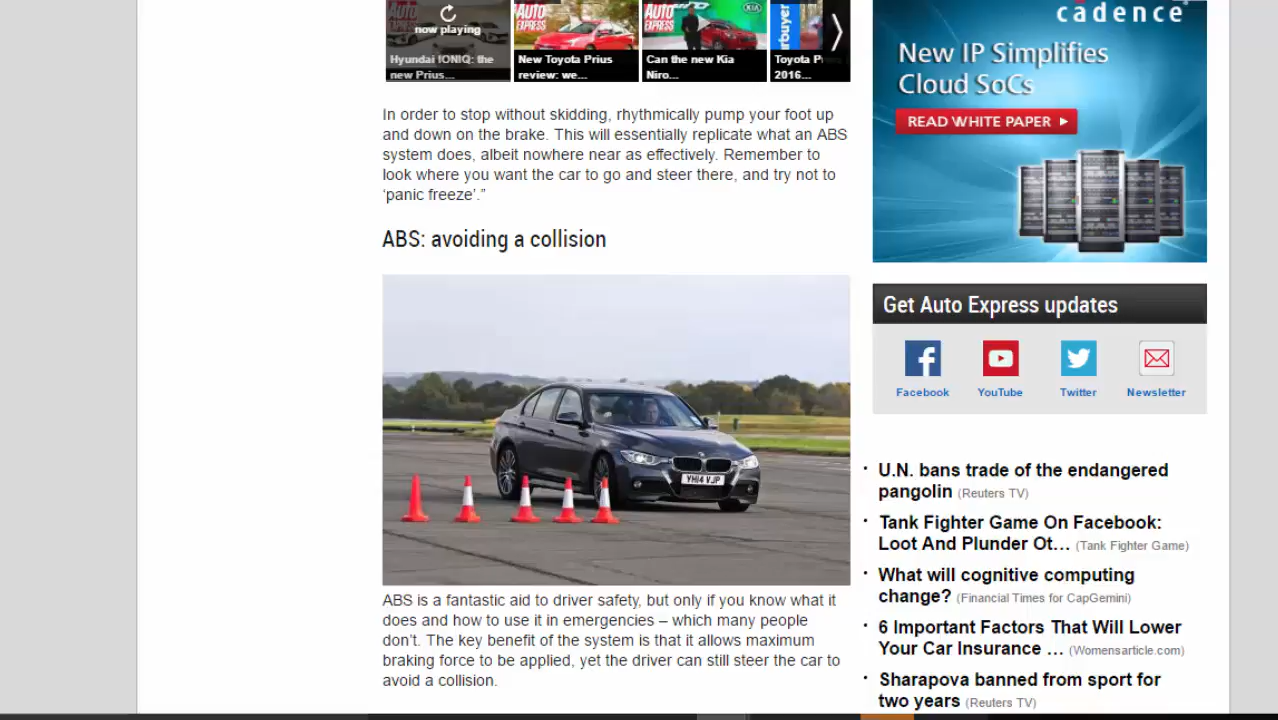 AUTO EXPRESS
now playing
Hyundai IONIQ: the
new Prius...
AUTO EXPRESS
New Toyota Prius
review: we...
AUTO EXPRESS
KIA
Can the new Kia
Niro...
Toyota P
2016...
In order to stop without skidding, rhythmically pump your foot up
and down on the brake. This will essentially replicate what an ABS
system does, albeit nowhere near as effectively. Remember to
look where you want the car to go and steer there, and try not to
‘panic freeze’.”
ABS: avoiding a collision
YH14 VJP
ABS is a fantastic aid to driver safety, but only if you know what it
does and how to use it in emergencies – which many people
don’t. The key benefit of the system is that it allows maximum
braking force to be applied, yet the driver can still steer the car to
avoid a collision.
cadence
New IP Simplifies
Cloud SoCs
READ WHITE PAPER
Get Auto Express updates
Facebook YouTube Twitter Newsletter
· U.N. bans trade of the endangered
pangolin (Reuters TV)
· Tank Fighter Game On Facebook:
Loot And Plunder Ot… (Tank Fighter Game)
· What will cognitive computing
change? (Financial Times for CapGemini)
· 6 Important Factors That Will Lower
Your Car Insurance … (Womensarticle.com)
· Sharapova banned from sport for
two years (Reuters TV)